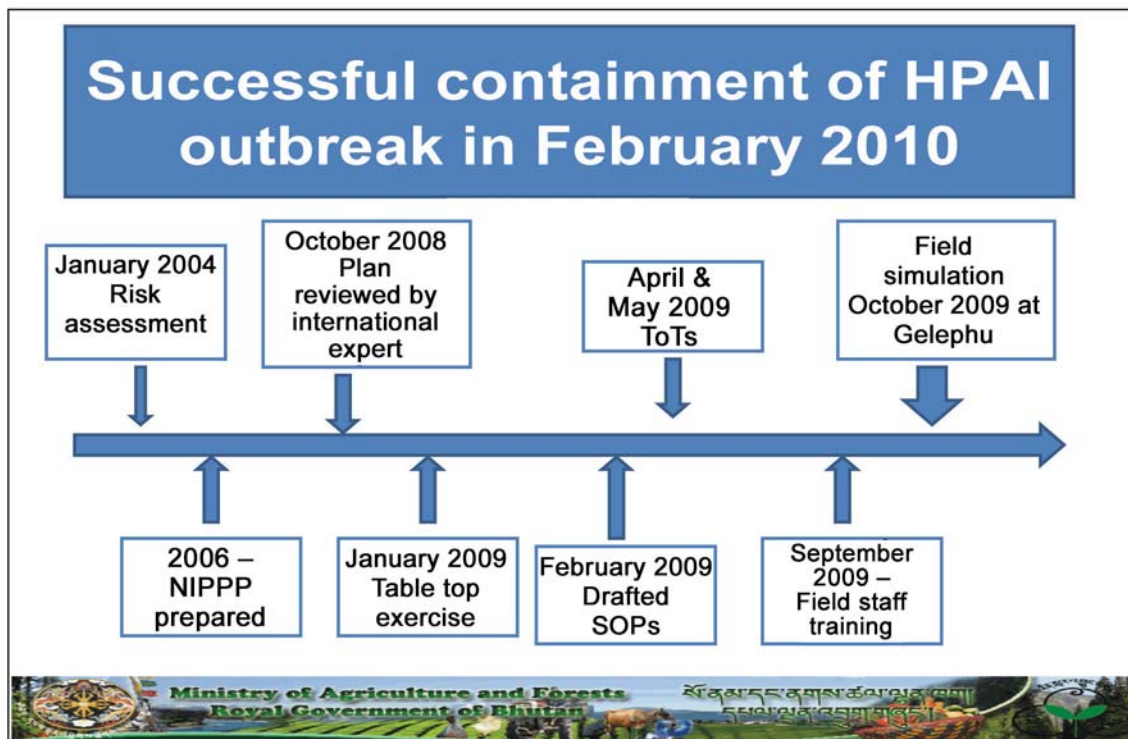 Successful containment of HPAI
outbreak in February 2010
January 2004
Risk
assessment
October 2008
Plan
reviewed by
international
expert
April &
May 2009
ToTs
Field
simulation
October 2009 at
Gelephu
2006 –
NIPPP
prepared
January 2009
Table top
exercise
February 2009
Drafted
SOPs
September
2009 –
Field staff
training
Ministry of Agriculture and Forests
Royal Government of Bhutan